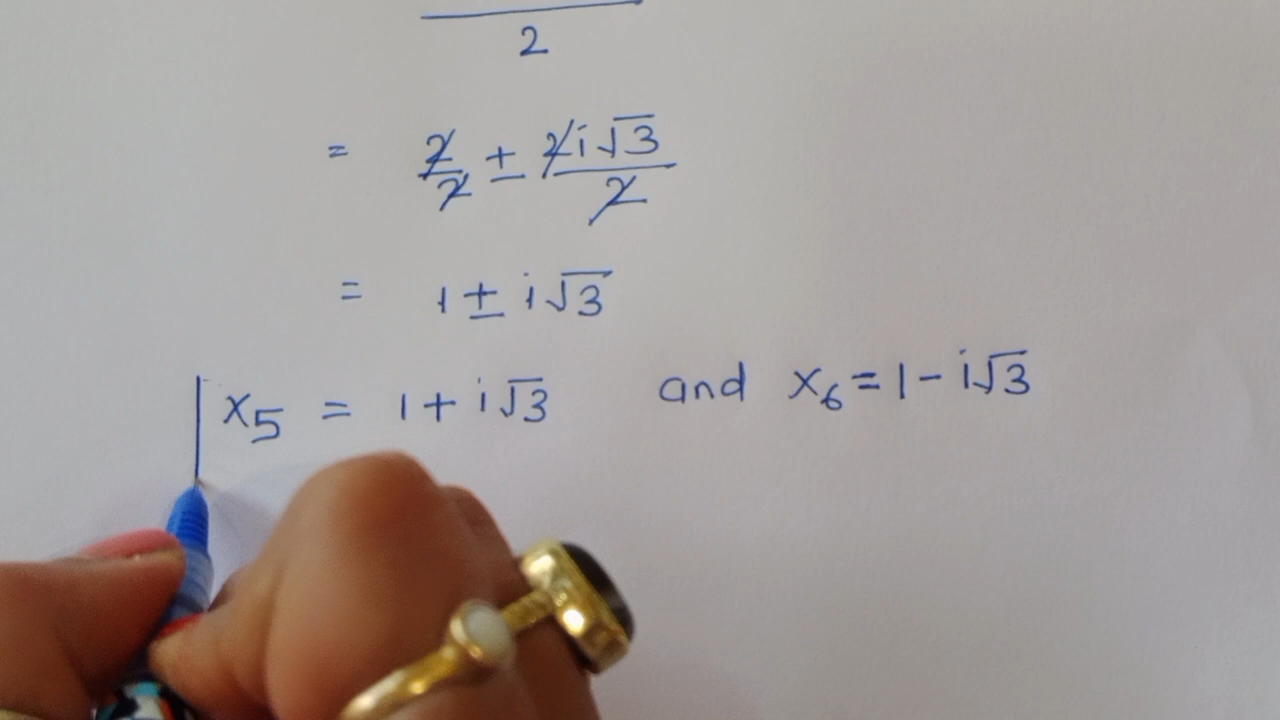 2
= 2/2 ± 2i√3/2
= 1 ± i√3
x₅ = 1 + i√3 and x₆ = 1 - i√3